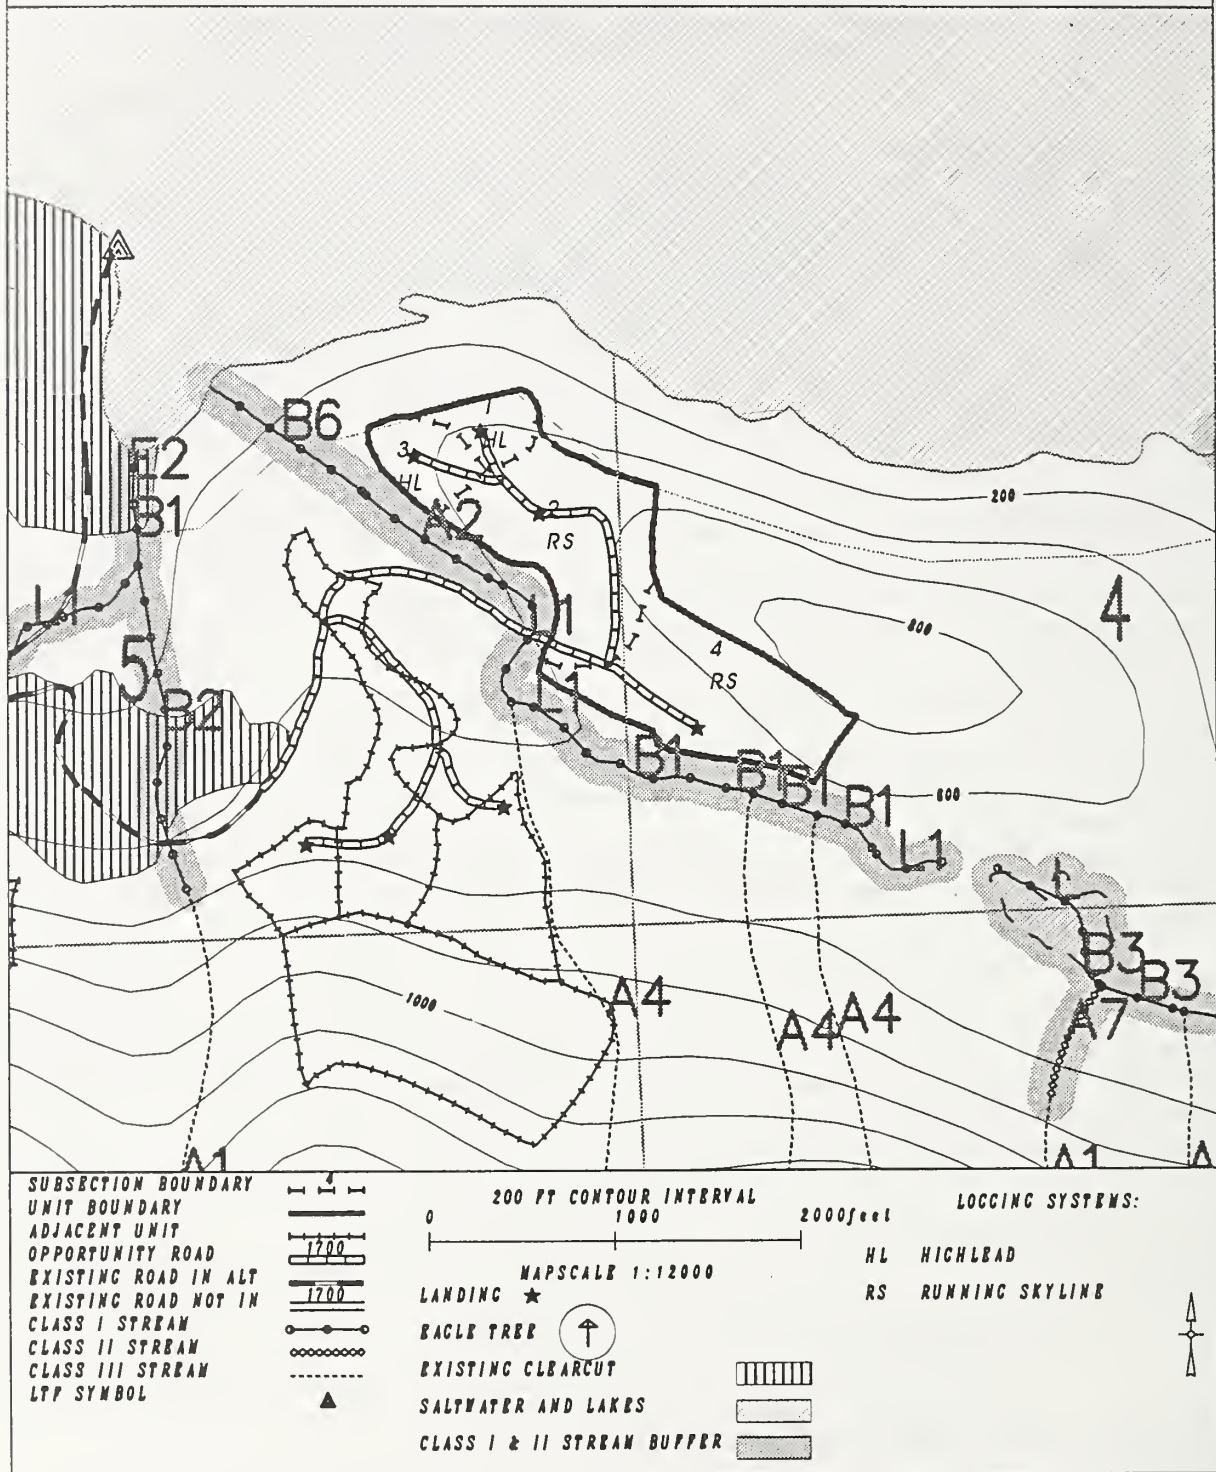 B6
E2
3
HL
HL
B1
A2
2
RS
200
L1
L1
800
4
5
4
RS
B2
L1
B1
B1
B1
B1
600
L1
L
B3
B3
1000
A4
A4
A4
A7
A1
A1
A
SUBSECTION BOUNDARY 4
UNIT BOUNDARY
ADJACENT UNIT
OPPORTUNITY ROAD 1700
EXISTING ROAD IN ALT
EXISTING ROAD NOT IN 1700
CLASS I STREAM
CLASS II STREAM
CLASS III STREAM
LTF SYMBOL
200 FT CONTOUR INTERVAL
0 1000 2000feet
MAPSCALE 1:12000
LANDING
EAGLE TREE
EXISTING CLEARCUT
SALTWATER AND LAKES
CLASS I & II STREAM BUFFER
LOGGING SYSTEMS:
HL HIGHLEAD
RS RUNNING SKYLINE